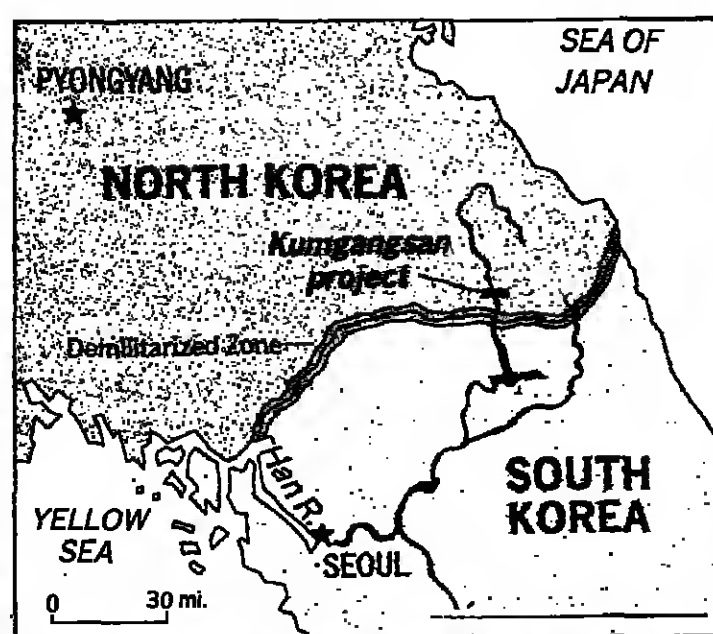 SEA OF
JAPAN
PYONGYANG
NORTH KOREA
Kumgangsan
project
Demilitarized Zone
Han R.
SOUTH
KOREA
YELLOW
SEA
SEOUL
0 30 mi.